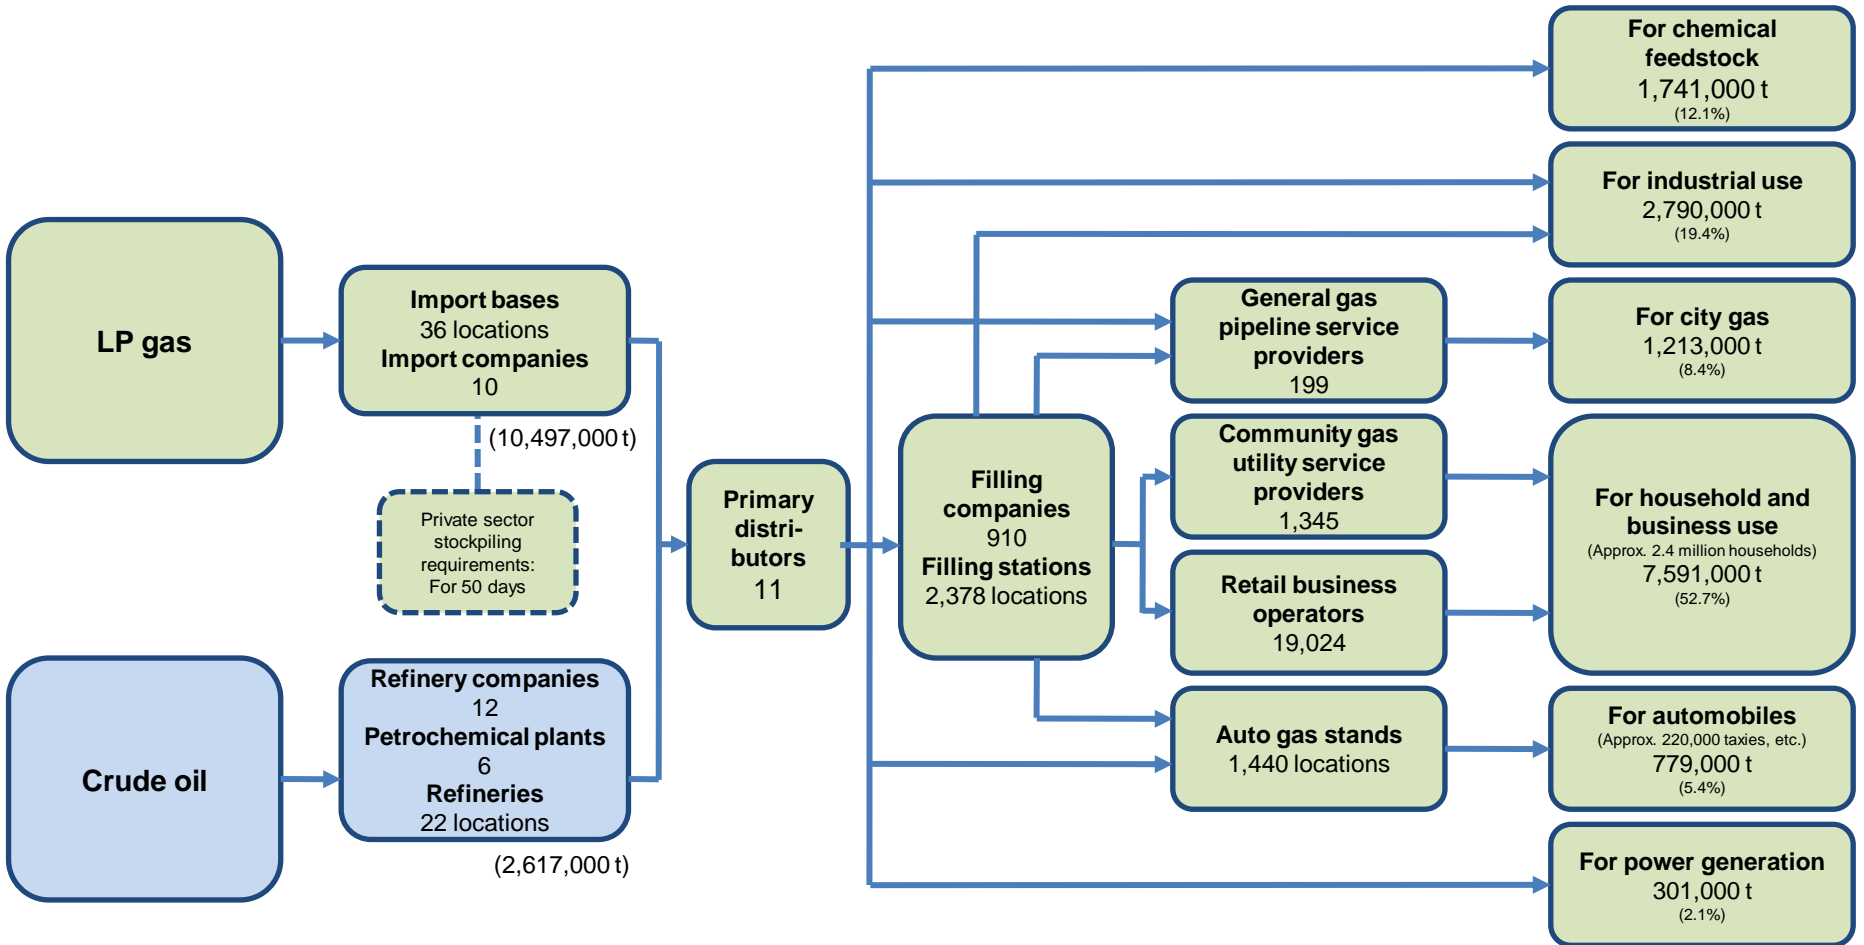 LP gas
Crude oil
Import bases
36 locations
Import companies
10
(10,497,000 t)
Private sector
stockpiling
requirements:
For 50 days
Refinery companies
12
Petrochemical plants
6
Refineries
22 locations
(2,617,000 t)
Primary
distri-
butors
11
Filling
companies
910
Filling stations
2,378 locations
General gas
pipeline service
providers
199
Community gas
utility service
providers
1,345
Retail business
operators
19,024
Auto gas stands
1,440 locations
For chemical
feedstock
1,741,000 t
(12.1%)
For industrial use
2,790,000 t
(19.4%)
For city gas
1,213,000 t
(8.4%)
For household and
business use
(Approx. 2.4 million households)
7,591,000 t
(52.7%)
For automobiles
(Approx. 220,000 taxies, etc.)
779,000 t
(5.4%)
For power generation
301,000 t
(2.1%)